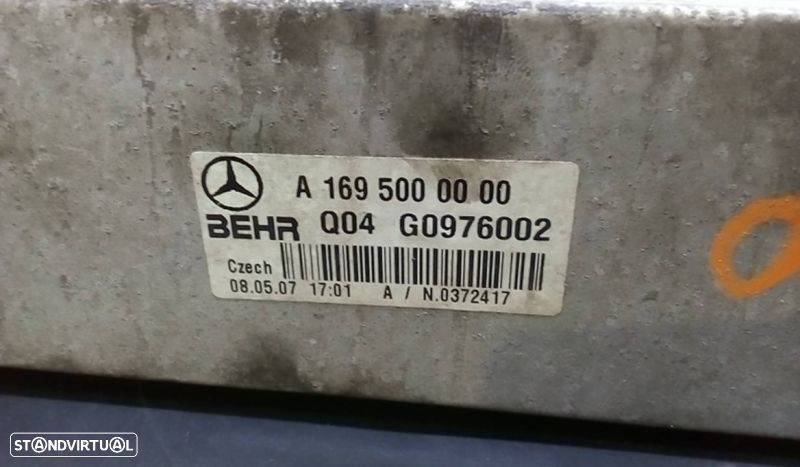 A 169 500 00 00
BEHR Q04 G0976002
Czech
08.05.07 17:01 A / N.0372417
STANDVIRTUAL